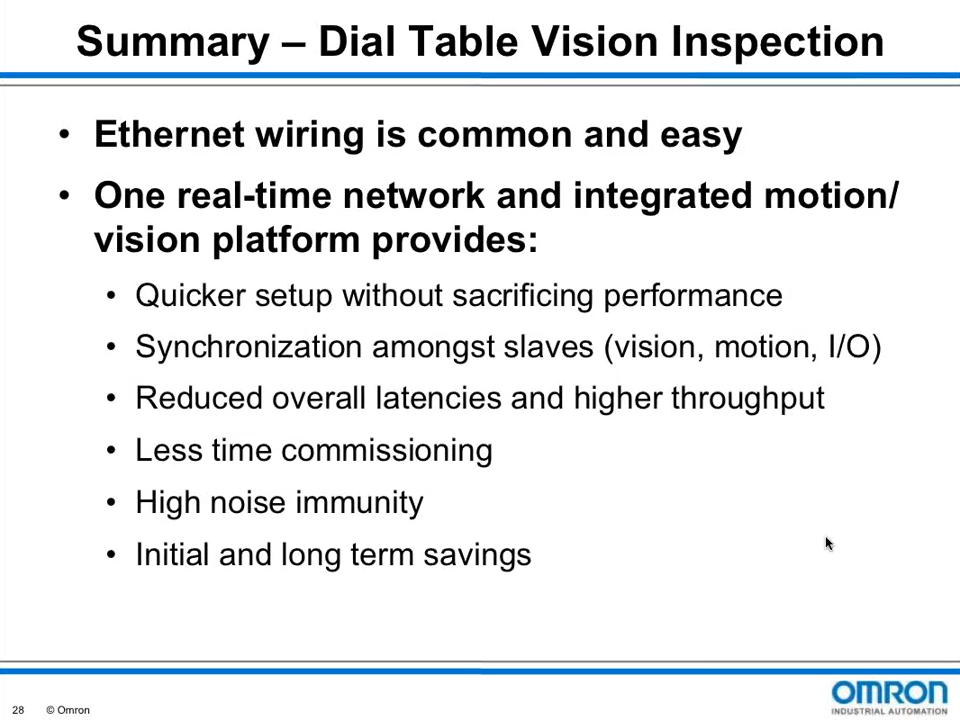 Summary – Dial Table Vision Inspection
• Ethernet wiring is common and easy
• One real-time network and integrated motion/
vision platform provides:
• Quicker setup without sacrificing performance
• Synchronization amongst slaves (vision, motion, I/O)
• Reduced overall latencies and higher throughput
• Less time commissioning
• High noise immunity
• Initial and long term savings
28 © Omron
OMRON
INDUSTRIAL AUTOMATION